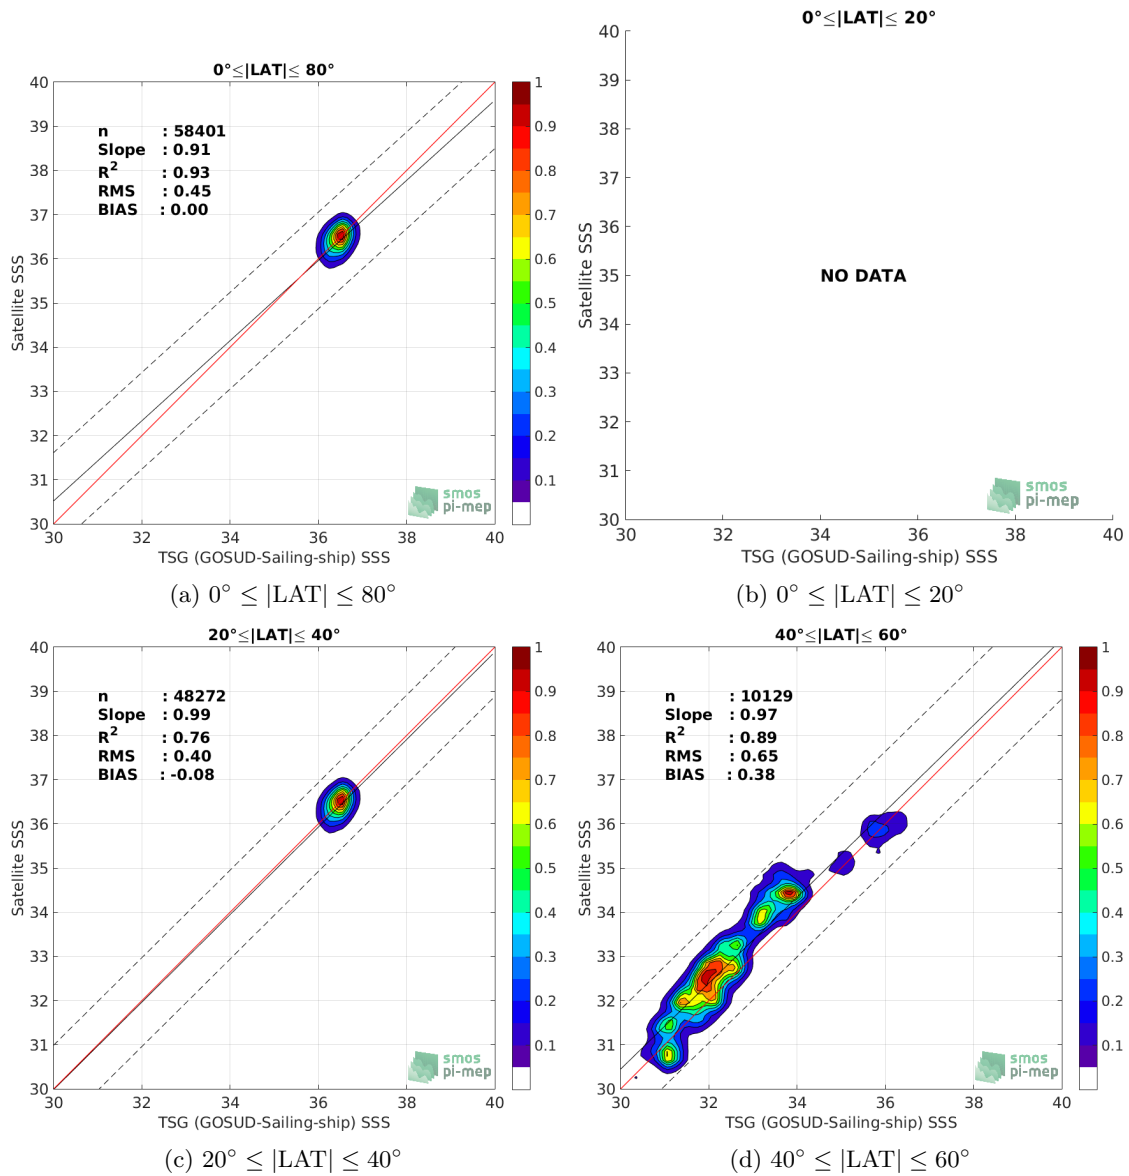 0°≤|LAT|≤ 80°
40
39
38
37
36
35
34
33
32
31
30
Satellite SSS
n : 58401
Slope : 0.91
R² : 0.93
RMS : 0.45
BIAS : 0.00
smos
pi-mep
30 32 34 36 38 40
TSG (GOSUD-Sailing-ship) SSS
1
0.9
0.8
0.7
0.6
0.5
0.4
0.3
0.2
0.1
(a) 0° ≤ |LAT| ≤ 80°
0°≤|LAT|≤ 20°
40
39
38
37
36
35
34
33
32
31
30
Satellite SSS
NO DATA
smos
pi-mep
30 32 34 36 38 40
TSG (GOSUD-Sailing-ship) SSS
(b) 0° ≤ |LAT| ≤ 20°
20°≤|LAT|≤ 40°
40
39
38
37
36
35
34
33
32
31
30
Satellite SSS
n : 48272
Slope : 0.99
R² : 0.76
RMS : 0.40
BIAS : -0.08
smos
pi-mep
30 32 34 36 38 40
TSG (GOSUD-Sailing-ship) SSS
1
0.9
0.8
0.7
0.6
0.5
0.4
0.3
0.2
0.1
(c) 20° ≤ |LAT| ≤ 40°
40°≤|LAT|≤ 60°
40
39
38
37
36
35
34
33
32
31
30
Satellite SSS
n : 10129
Slope : 0.97
R² : 0.89
RMS : 0.65
BIAS : 0.38
smos
pi-mep
30 32 34 36 38 40
TSG (GOSUD-Sailing-ship) SSS
1
0.9
0.8
0.7
0.6
0.5
0.4
0.3
0.2
0.1
(d) 40° ≤ |LAT| ≤ 60°